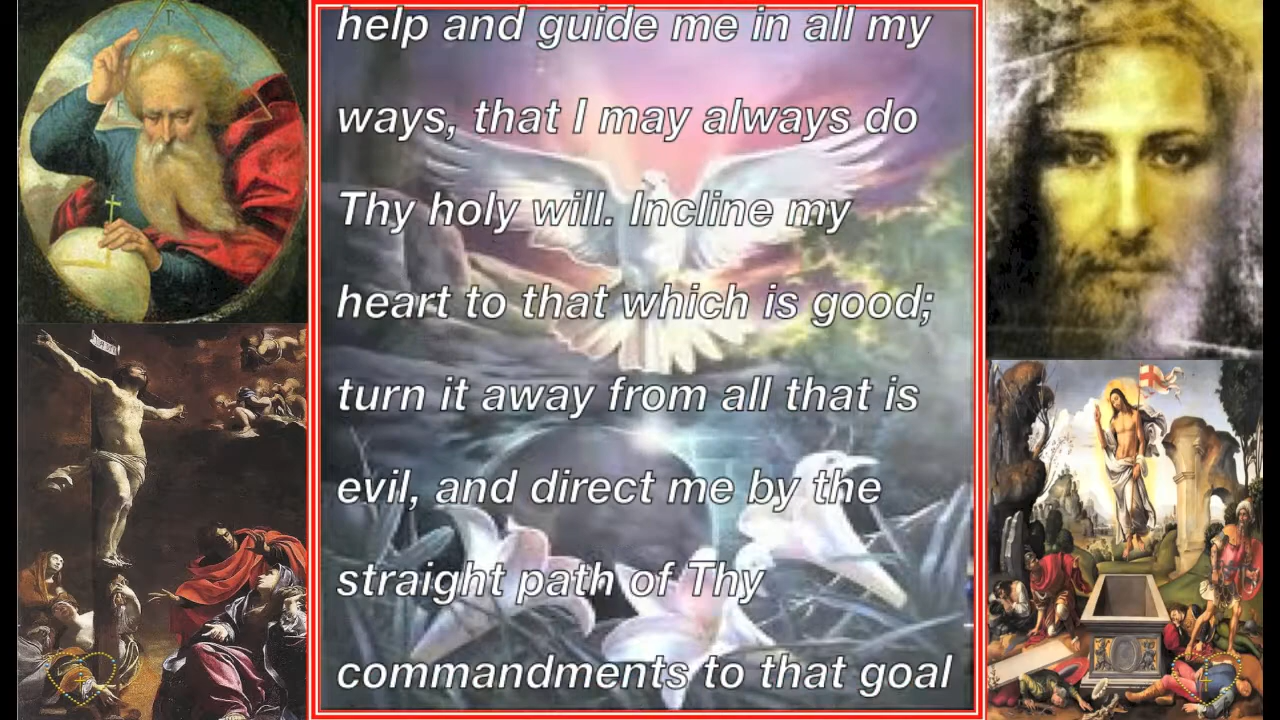 help and guide me in all my
ways, that I may always do
Thy holy will. Incline my
heart to that which is good;
turn it away from all that is
evil, and direct me by the
straight path of Thy
commandments to that goal